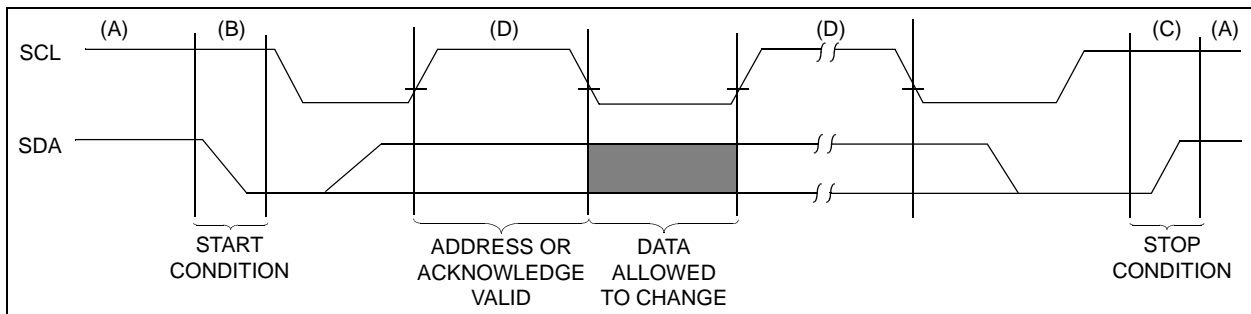 (A) (B) (D) (D) (C) (A)
SCL
SDA
START
CONDITION
ADDRESS OR
ACKNOWLEDGE
VALID
DATA
ALLOWED
TO CHANGE
STOP
CONDITION